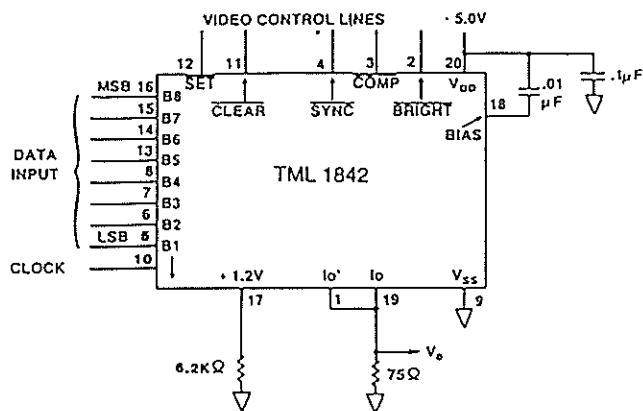 VIDEO CONTROL LINES
- 5.0V
12 11 4 3 2 20
SET CLEAR SYNC COMP BRIGHT VDD
.01 µF
.1µF
18
BIAS
MSB 16 B8
15 B7
14 B6
13 B5
8 B4
7 B3
6 B2
LSB 5 B1
DATA INPUT
CLOCK 10
TML 1842
+ 1.2V Io' Io VSS
17 1 19 9
6.2KΩ
75Ω
Vo